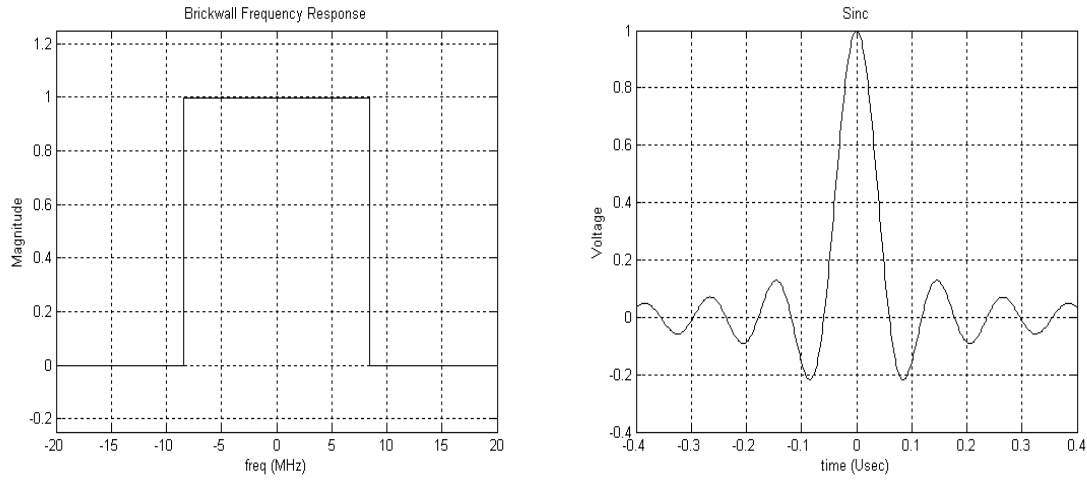 Brickwall Frequency Response
1.2
1
0.8
0.6
0.4
0.2
0
-0.2
Magnitude
-20 -15 -10 -5 0 5 10 15 20
freq (MHz)
Sinc
1
0.8
0.6
0.4
0.2
0
-0.2
-0.4
Voltage
-0.4 -0.3 -0.2 -0.1 0 0.1 0.2 0.3 0.4
time (Usec)